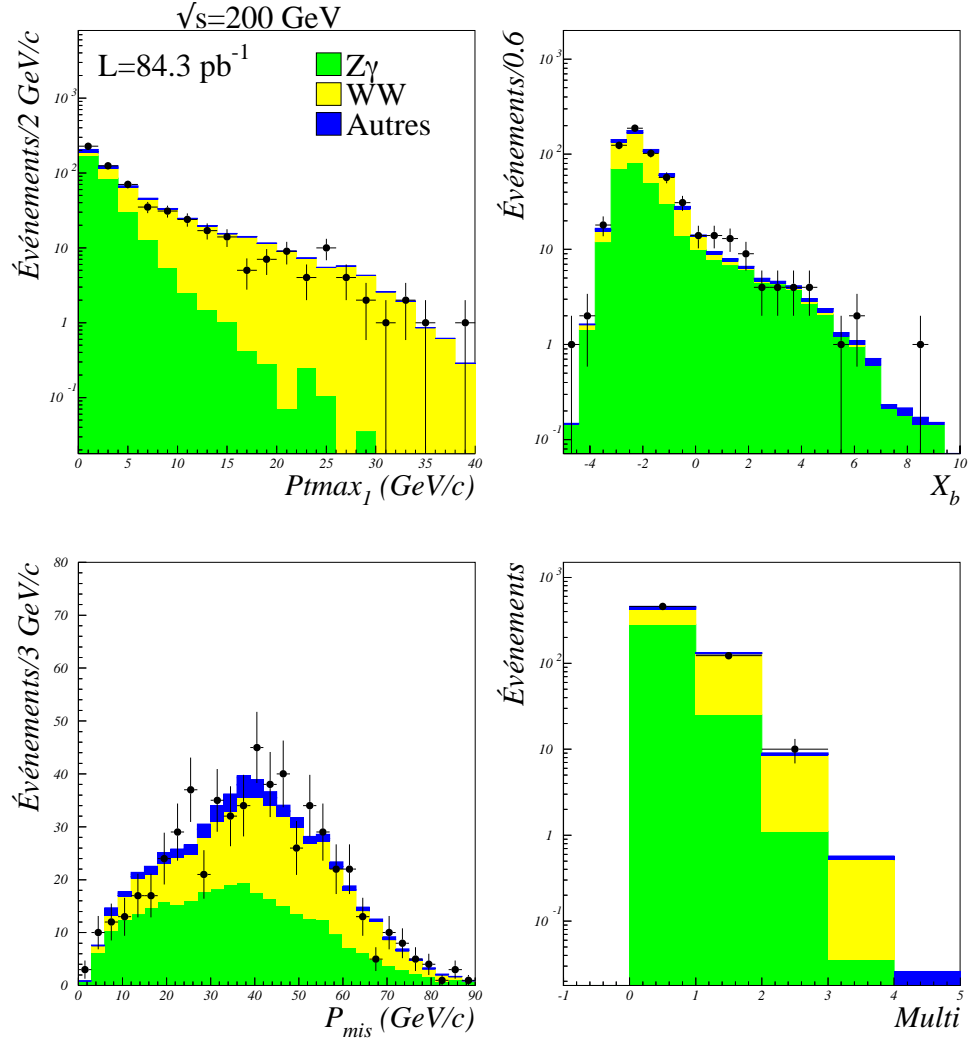 √s=200 GeV
Événements/2 GeV/c
L=84.3 pb⁻¹
Zγ
WW
Autres
10³
10²
10
1
10⁻¹
0 5 10 15 20 25 30 35 40
Ptmax₁ (GeV/c)
Événements/0.6
10³
10²
10
1
10⁻¹
-4 -2 0 2 4 6 8 10
X_b
Événements/3 GeV/c
80
70
60
50
40
30
20
10
0
0 10 20 30 40 50 60 70 80 90
P_mis (GeV/c)
Événements
10³
10²
10
1
10⁻¹
-1 0 1 2 3 4 5
Multi